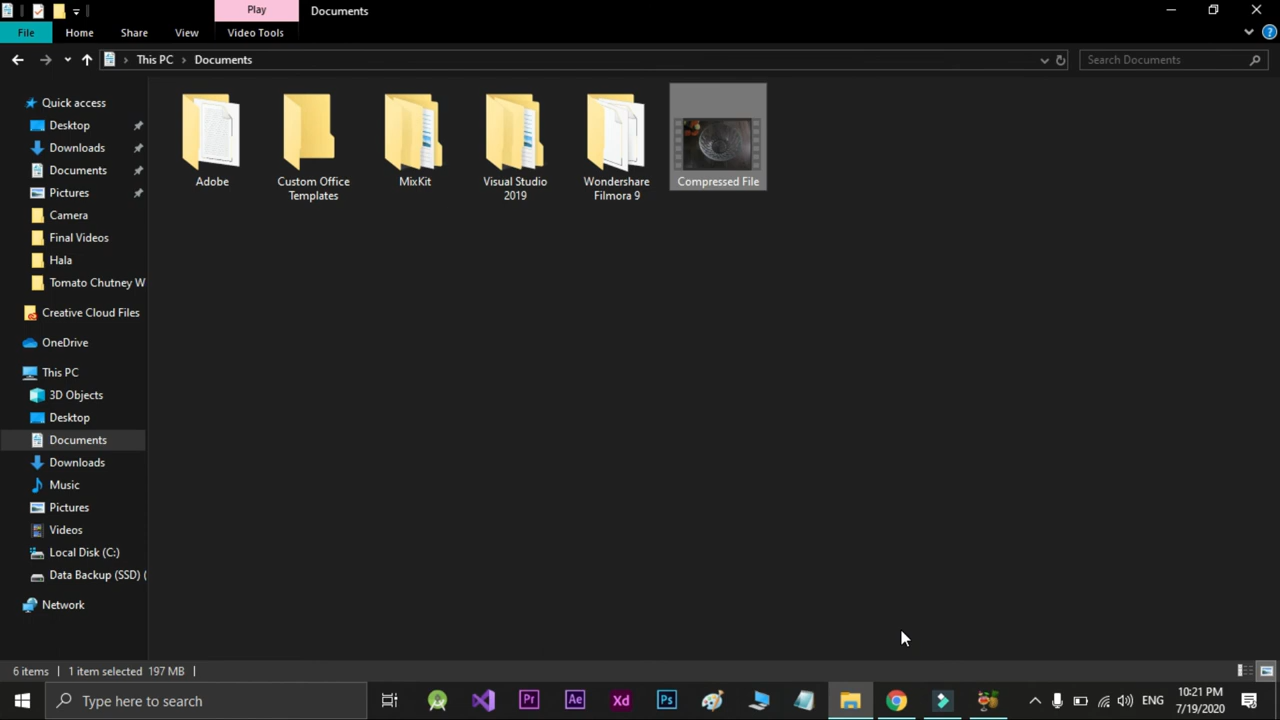 Play
Documents
File
Home
Share
View
Video Tools
This PC
Documents
Search Documents
Quick access
Desktop
Downloads
Documents
Pictures
Camera
Final Videos
Hala
Tomato Chutney W
Creative Cloud Files
OneDrive
This PC
3D Objects
Desktop
Documents
Downloads
Music
Pictures
Videos
Local Disk (C:)
Data Backup (SSD) (
Network
Adobe
Custom Office
Templates
MixKit
Visual Studio
2019
Wondershare
Filmora 9
Compressed File
6 items
1 item selected 197 MB
Type here to search
Pr
Ae
Xd
Ps
ENG
10:21 PM
7/19/2020